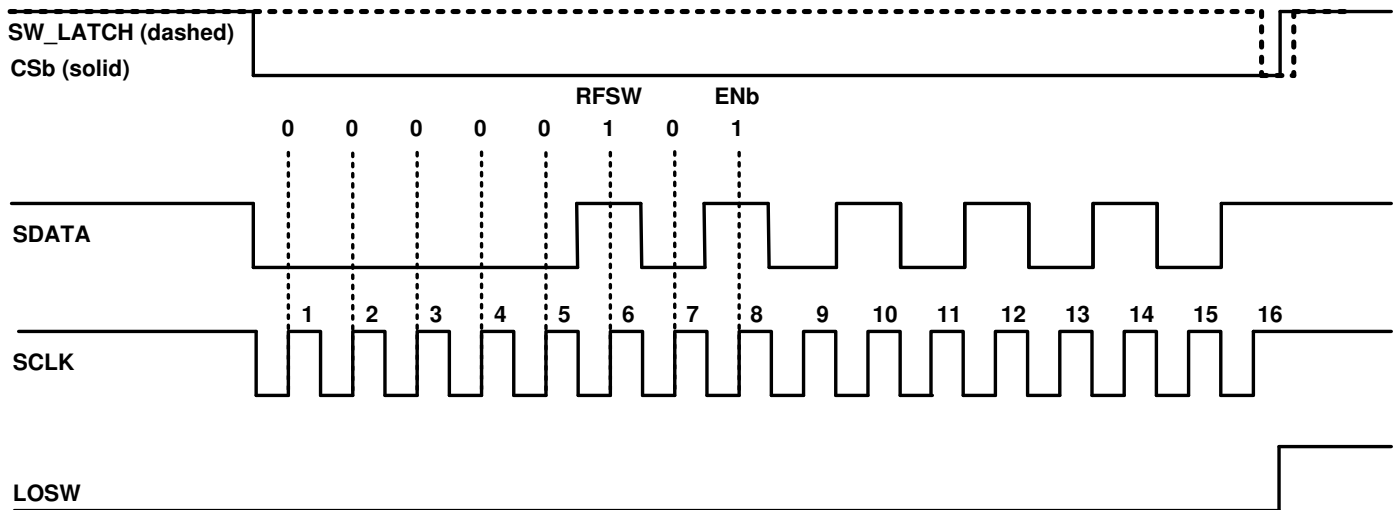 SW_LATCH (dashed)
CSb (solid)
RFSW ENb
0 0 0 0 0 1 0 1
SDATA
1 2 3 4 5 6 7 8 9 10 11 12 13 14 15 16
SCLK
LOSW